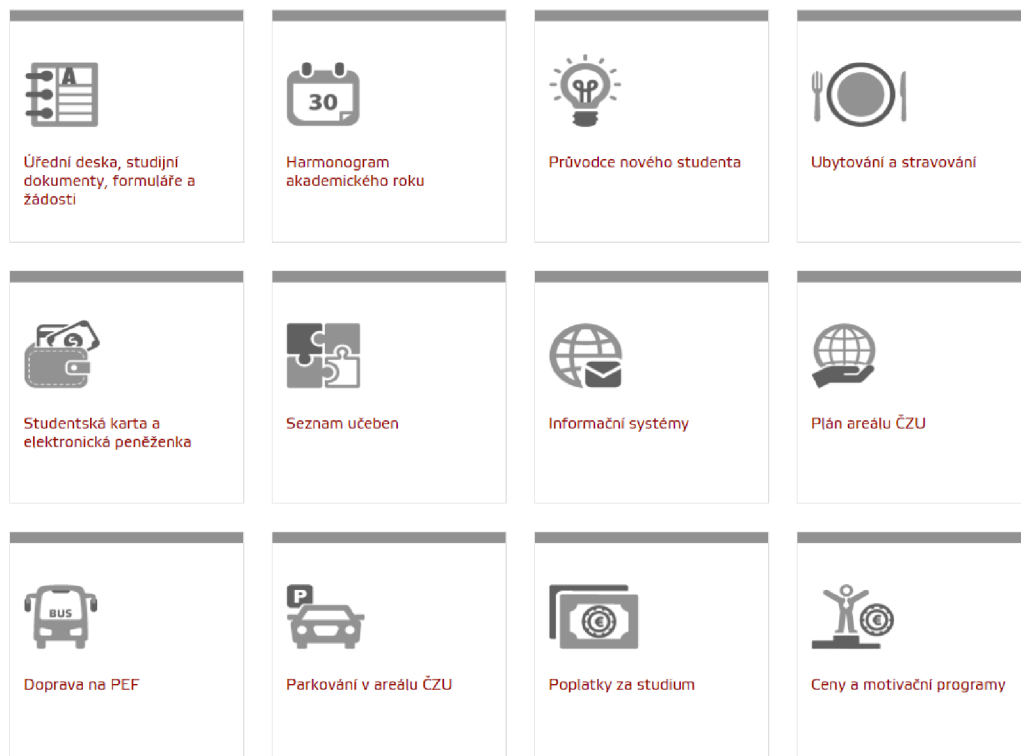 A
30
Úřední deska, studijní
dokumenty, formuláře a
žádosti
Harmonogram
akademického roku
Průvodce nového studenta
Ubytování a stravování
Studentská karta a
elektronická peněženka
Seznam učeben
Informační systémy
Plán areálu ČZU
BUS
P
€
€
Doprava na PEF
Parkování v areálu ČZU
Poplatky za studium
Ceny a motivační programy